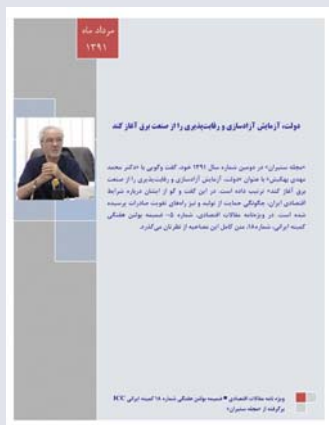 مرداد ماه
۱۳۹۱
دولت، آزمایش آزادسازی و رقابت‌پذیری را از صنعت برق آغاز کند
«مجله ستبران» در دومین شماره سال ۱۳۹۱ خود، گفت وگویی با «دکتر محمد
مهدی بهکیش» با عنوان «دولت، آزمایش آزادسازی و رقابت‌پذیری را از صنعت
برق آغاز کند» ترتیب داده است. در این گفت و گو از ایشان درباره شرایط
اقتصادی ایران، چگونگی حمایت از تولید و نیز راه‌های تقویت صادرات پرسیده
شده است. در ویژه‌نامه مقالات اقتصادی، شماره ۵- ضمیمه بولتن هفتگی
کمیته ایرانی، شماره۱۸، متن کامل این مصاحبه از نظرتان می‌گذرد.
ویژه نامه مقالات اقتصادی ● ضمیمه بولتن هفتگی شماره ۱۸ کمیته ایرانی ICC
برگرفته از «مجله ستبران»